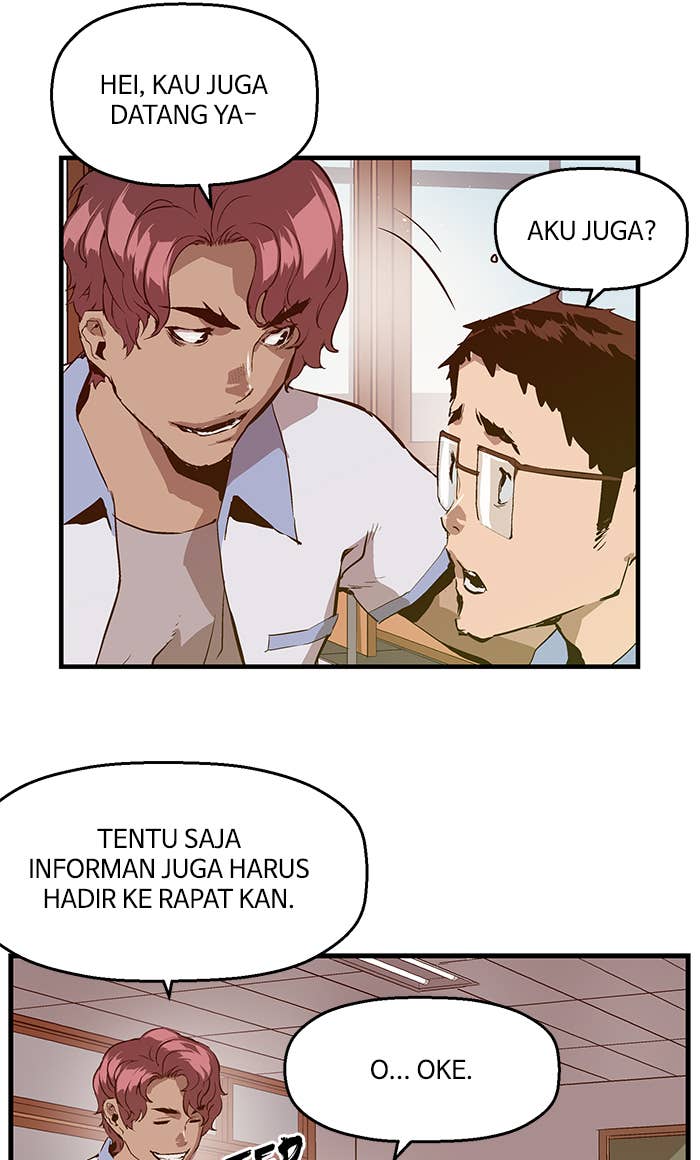 HEI, KAU JUGA
DATANG YA-
AKU JUGA?
TENTU SAJA
INFORMAN JUGA HARUS
HADIR KE RAPAT KAN.
O... OKE.